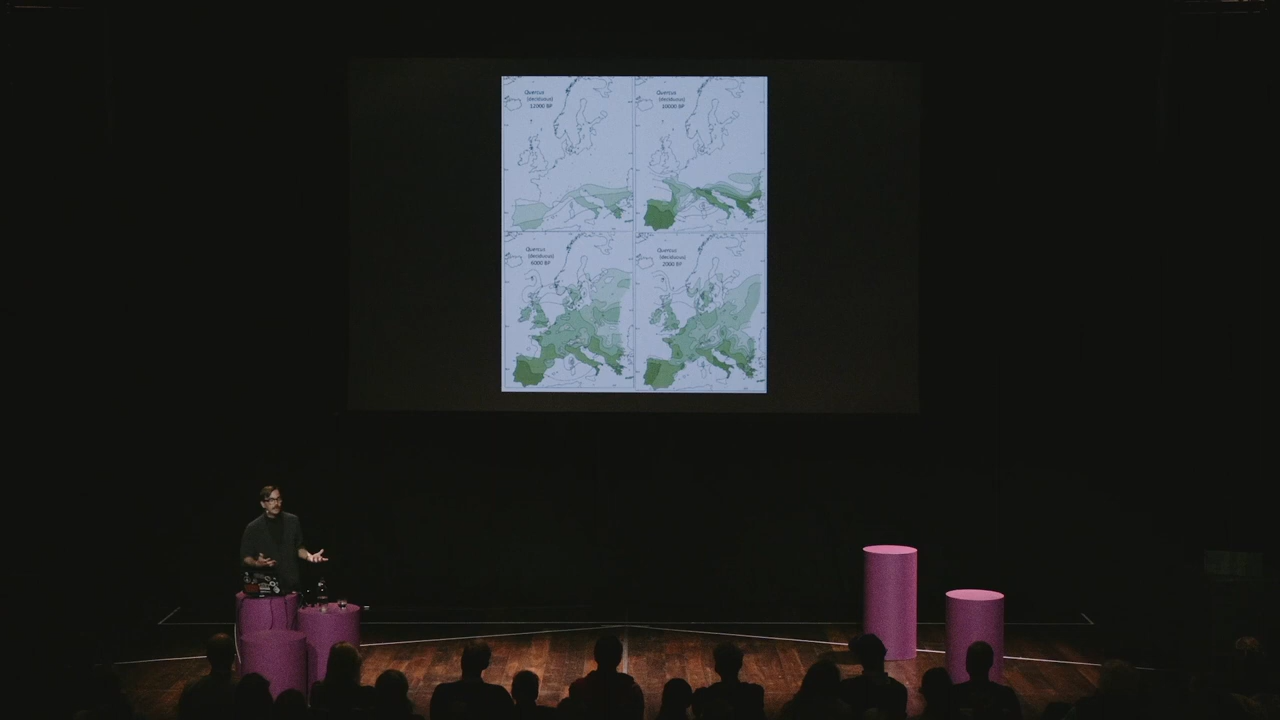 Quercus
(deciduous)
12000 BP
Quercus
(deciduous)
10000 BP
Quercus
(deciduous)
6000 BP
Quercus
(deciduous)
2000 BP